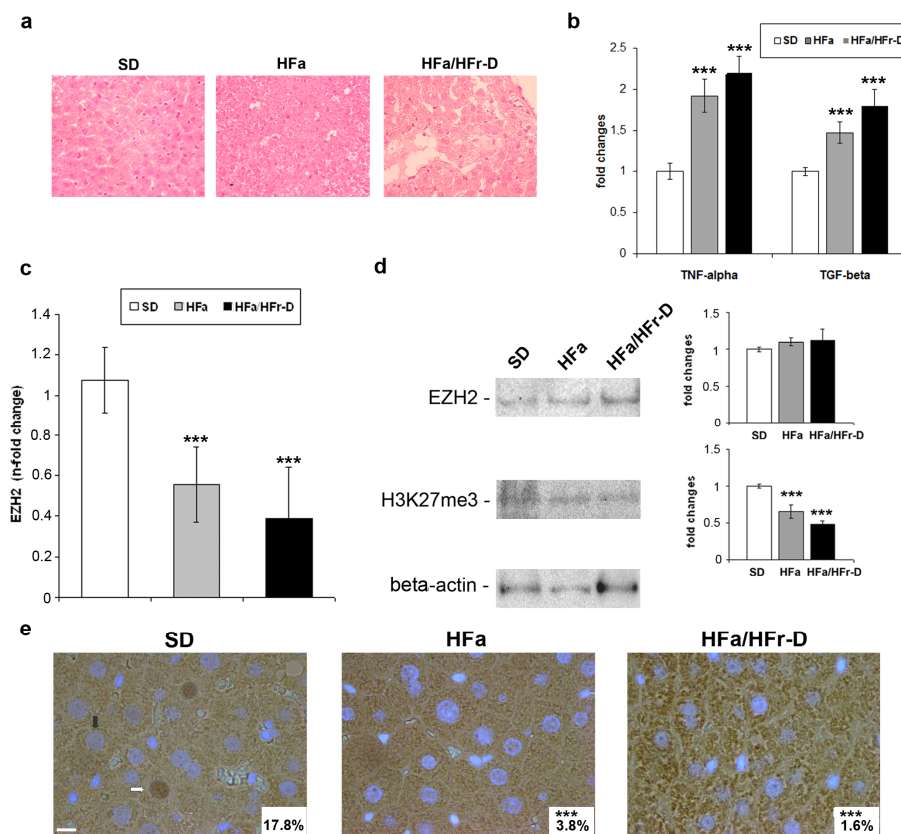 a
SD HFa HFa/HFr-D
b
SD HFa HFa/HFr-D
fold changes
2.5
2
1.5
1
0.5
0
*** *** *** ***
TNF-alpha TGF-beta
c
SD HFa HFa/HFr-D
EZH2 (n-fold change)
1.4
1.2
1
0.8
0.6
0.4
0.2
0
*** ***
d
SD HFa HFa/HFr-D
EZH2 -
H3K27me3 -
beta-actin -
fold changes
1.5
1
0.5
0
SD HFa HFa/HFr-D
fold changes
1.5
1
0.5
0
*** ***
SD HFa HFa/HFr-D
e
SD HFa HFa/HFr-D
17.8%
***
3.8%
***
1.6%